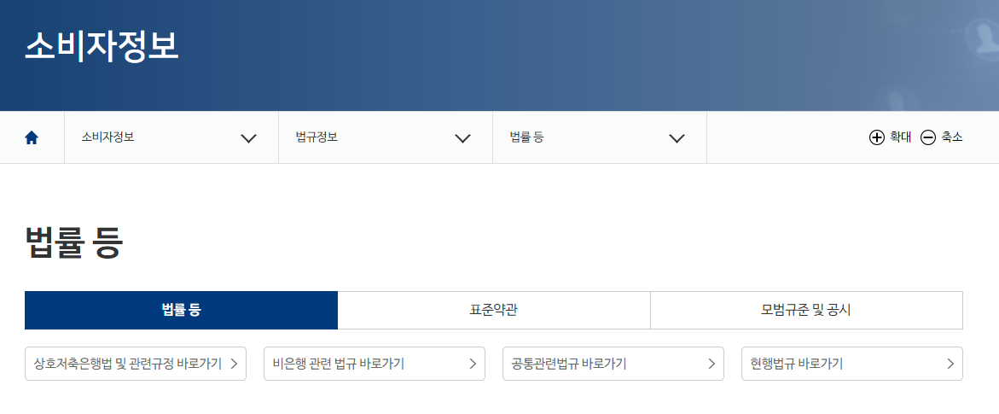 소비자정보
소비자정보 법규정보 법률 등 확대 축소
법률 등
법률 등 표준약관 모범규준 및 공시
상호저축은행법 및 관련규정 바로가기 비은행 관련 법규 바로가기 공통관련법규 바로가기 현행법규 바로가기